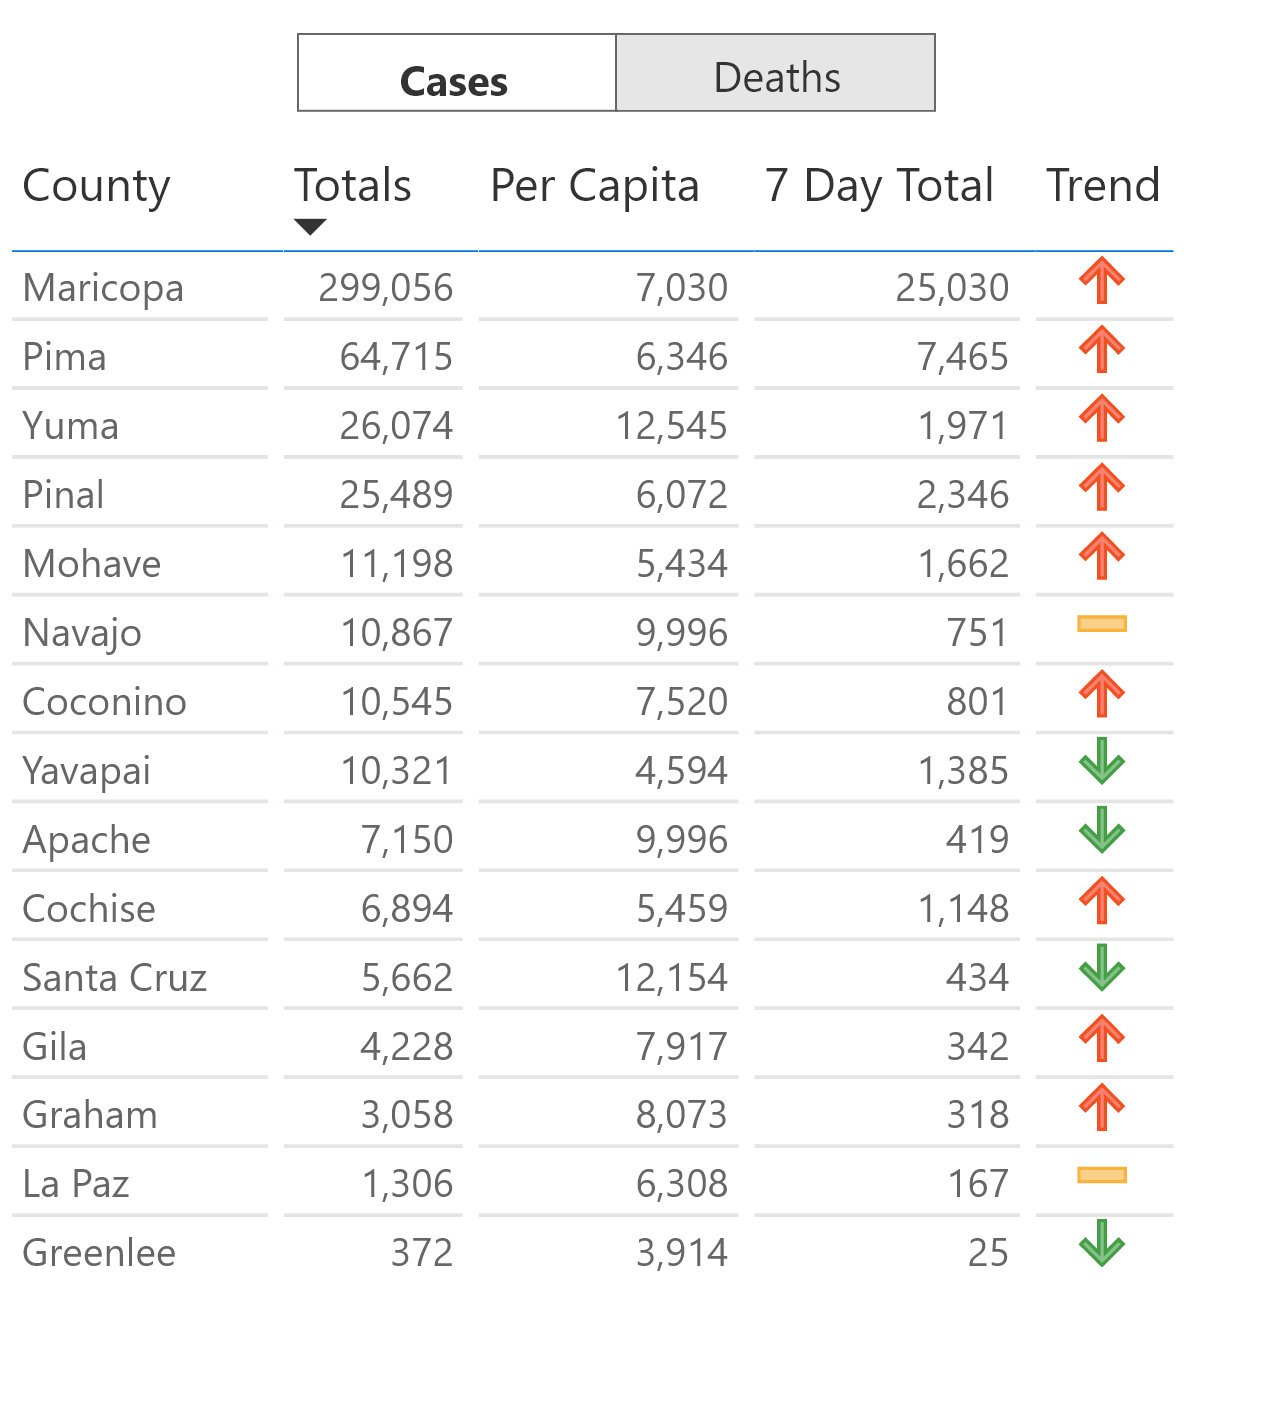 Cases Deaths
County Totals Per Capita 7 Day Total Trend
Maricopa 299,056 7,030 25,030
Pima 64,715 6,346 7,465
Yuma 26,074 12,545 1,971
Pinal 25,489 6,072 2,346
Mohave 11,198 5,434 1,662
Navajo 10,867 9,996 751
Coconino 10,545 7,520 801
Yavapai 10,321 4,594 1,385
Apache 7,150 9,996 419
Cochise 6,894 5,459 1,148
Santa Cruz 5,662 12,154 434
Gila 4,228 7,917 342
Graham 3,058 8,073 318
La Paz 1,306 6,308 167
Greenlee 372 3,914 25